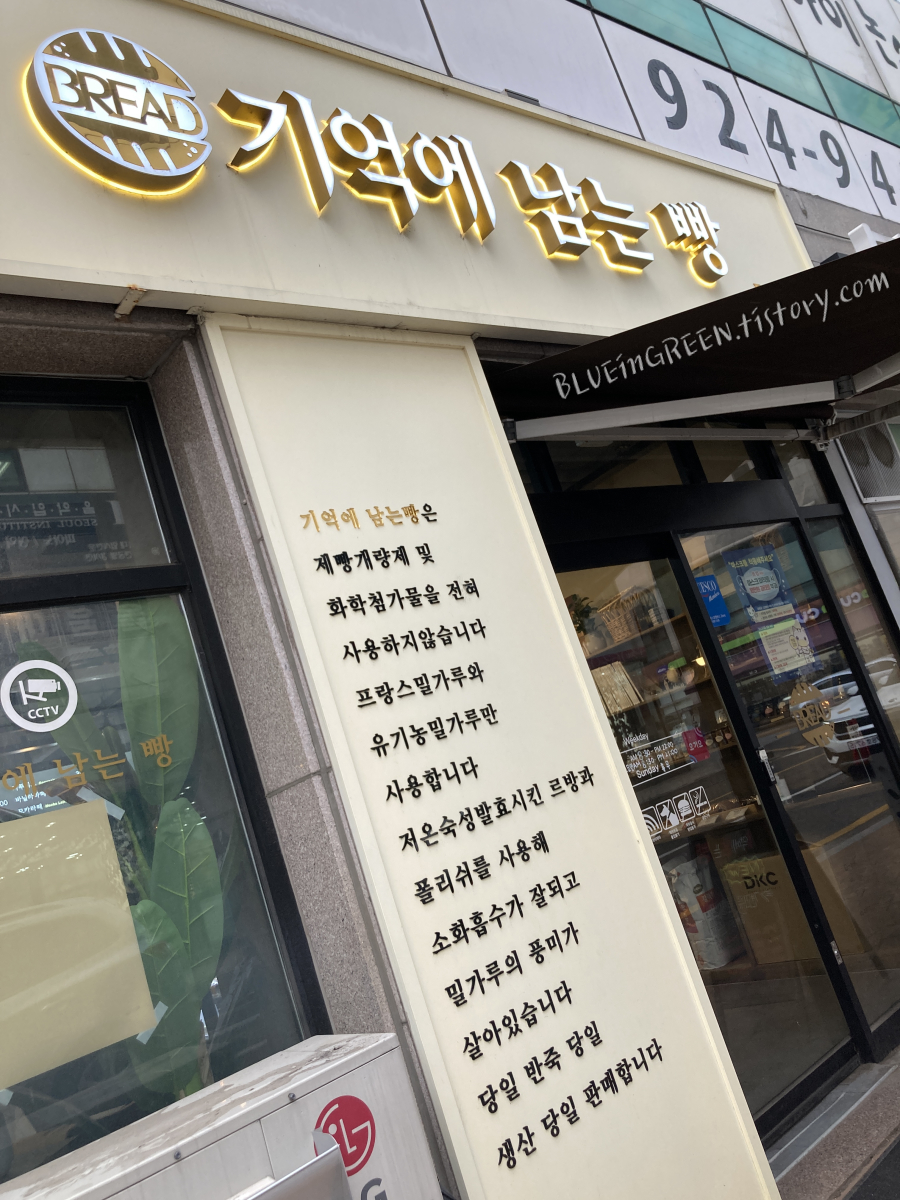 BREAD
기억에 남는 빵
924-94
BLUEinGREEN.tistory.com
기억에 남는빵은
제빵개량제 및
화학첨가물을 전혀
사용하지않습니다
프랑스밀가루와
유기농밀가루만
사용합니다
저온숙성발효시킨 르방과
폴리쉬를 사용해
소화흡수가 잘되고
밀가루의 풍미가
살아있습니다
당일 반죽 당일
생산 당일 판매합니다
CCTV
에 남는 빵
CESCO
BREAD
Weekday
Sunday 휴무
DKC
LG